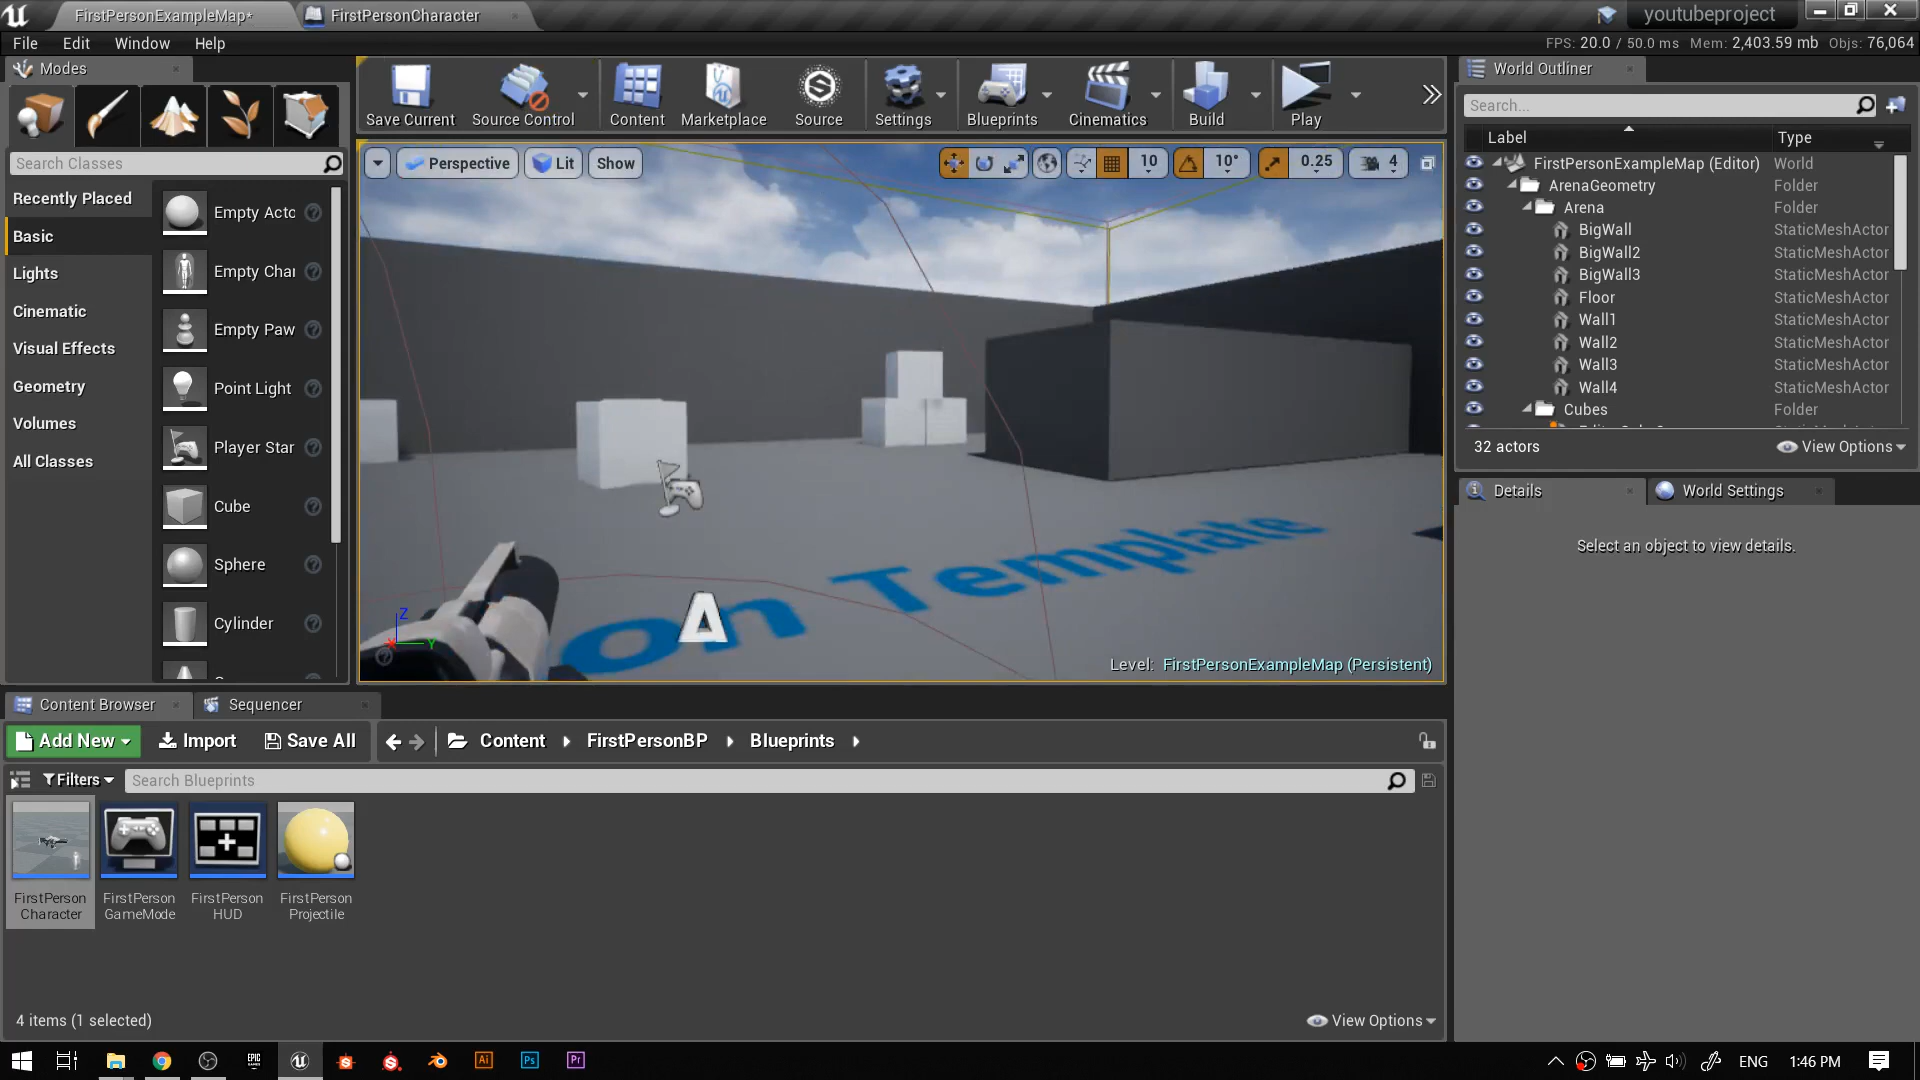 FirstPersonExampleMap*
FirstPersonCharacter
youtubeproject
File Edit Window Help
FPS: 20.0 / 50.0 ms Mem: 2,403.59 mb Objs: 76,064
Modes
Search Classes
Recently Placed
Basic
Lights
Cinematic
Visual Effects
Geometry
Volumes
All Classes
Empty Acto
Empty Char
Empty Paw
Point Light
Player Star
Cube
Sphere
Cylinder
Save Current
Source Control
Content
Marketplace
Source
Settings
Blueprints
Cinematics
Build
Play
Perspective
Lit
Show
10
10°
0.25
4
on Template
Z
X
Y
Level: FirstPersonExampleMap (Persistent)
World Outliner
Search...
Label Type
FirstPersonExampleMap (Editor) World
ArenaGeometry Folder
Arena Folder
BigWall StaticMeshActor
BigWall2 StaticMeshActor
BigWall3 StaticMeshActor
Floor StaticMeshActor
Wall1 StaticMeshActor
Wall2 StaticMeshActor
Wall3 StaticMeshActor
Wall4 StaticMeshActor
Cubes Folder
32 actors
View Options
Details
World Settings
Select an object to view details.
Content Browser
Sequencer
Add New
Import
Save All
Content
FirstPersonBP
Blueprints
Filters
Search Blueprints
FirstPerson
Character
FirstPerson
GameMode
FirstPerson
HUD
FirstPerson
Projectile
4 items (1 selected)
View Options
EPIC
GAMES
Ai
Ps
Pr
ENG
1:46 PM